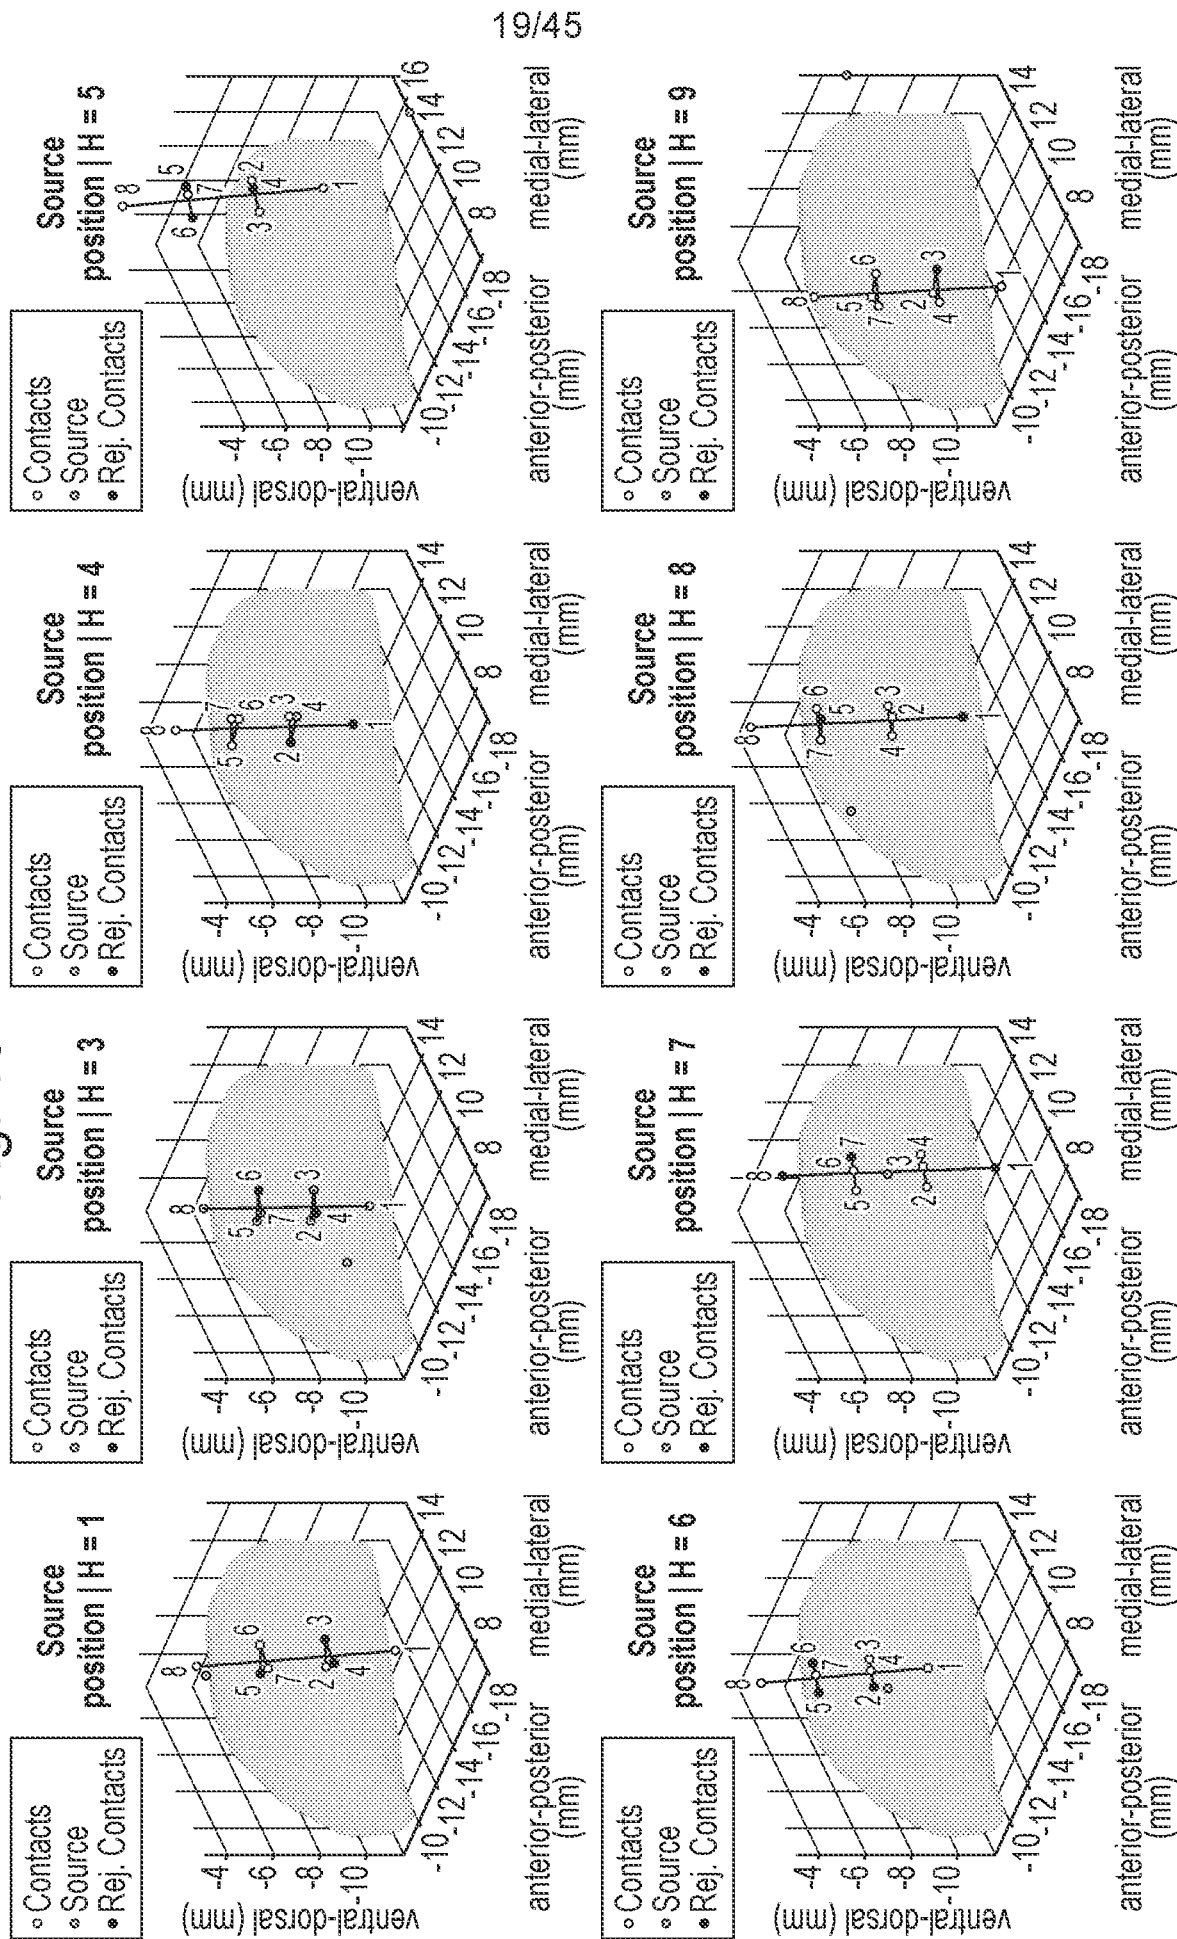 19/45
Source
position | H = 1
○ Contacts
○ Source
● Rej. Contacts
8
5
6
7
2
3
4
1
-4
-6
-8
-10
ventral-dorsal (mm)
-10
-12
-14
-16
-18
8
10
12
14
anterior-posterior
(mm)
medial-lateral
(mm)
Source
position | H = 3
○ Contacts
○ Source
● Rej. Contacts
8
5
6
7
2
3
4
1
-4
-6
-8
-10
ventral-dorsal (mm)
-10
-12
-14
-16
-18
8
10
12
14
anterior-posterior
(mm)
medial-lateral
(mm)
Source
position | H = 4
○ Contacts
○ Source
● Rej. Contacts
8
7
5
6
3
2
4
1
-4
-6
-8
-10
ventral-dorsal (mm)
-10
-12
-14
-16
-18
8
10
12
14
anterior-posterior
(mm)
medial-lateral
(mm)
Source
position | H = 5
○ Contacts
○ Source
● Rej. Contacts
8
5
6
7
2
3
4
1
-4
-6
-8
-10
ventral-dorsal (mm)
-10
-12
-14
-16
-18
8
10
12
14
16
anterior-posterior
(mm)
medial-lateral
(mm)
Source
position | H = 6
○ Contacts
○ Source
● Rej. Contacts
8
6
5
7
2
3
4
1
-4
-6
-8
-10
ventral-dorsal (mm)
-10
-12
-14
-16
-18
8
10
12
14
anterior-posterior
(mm)
medial-lateral
(mm)
Source
position | H = 7
○ Contacts
○ Source
● Rej. Contacts
8
6
7
5
3
4
2
1
-4
-6
-8
-10
ventral-dorsal (mm)
-10
-12
-14
-16
-18
8
10
12
14
anterior-posterior
(mm)
medial-lateral
(mm)
Source
position | H = 8
○ Contacts
○ Source
● Rej. Contacts
8
6
7
5
3
4
2
1
-4
-6
-8
-10
ventral-dorsal (mm)
-10
-12
-14
-16
-18
8
10
12
14
anterior-posterior
(mm)
medial-lateral
(mm)
Source
position | H = 9
○ Contacts
○ Source
● Rej. Contacts
8
5
6
7
2
3
4
1
-4
-6
-8
-10
ventral-dorsal (mm)
-10
-12
-14
-16
-18
8
10
12
14
anterior-posterior
(mm)
medial-lateral
(mm)